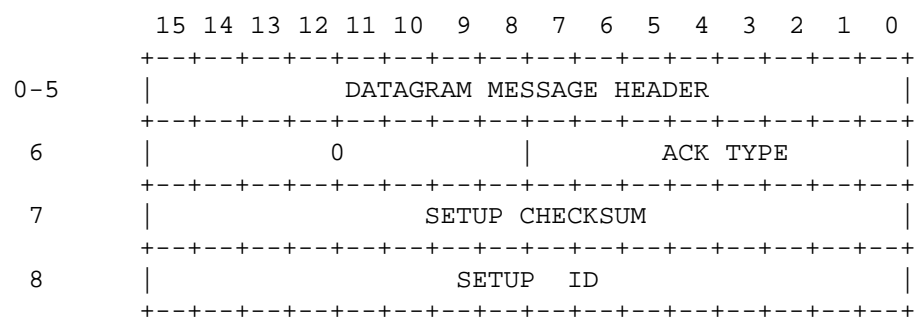 15 14 13 12 11 10 9 8 7 6 5 4 3 2 1 0
+--+--+--+--+--+--+--+--+--+--+--+--+--+--+--+--+
0-5 | DATAGRAM MESSAGE HEADER |
+--+--+--+--+--+--+--+--+--+--+--+--+--+--+--+--+
6 | 0 | ACK TYPE |
+--+--+--+--+--+--+--+--+--+--+--+--+--+--+--+--+
7 | SETUP CHECKSUM |
+--+--+--+--+--+--+--+--+--+--+--+--+--+--+--+--+
8 | SETUP ID |
+--+--+--+--+--+--+--+--+--+--+--+--+--+--+--+--+